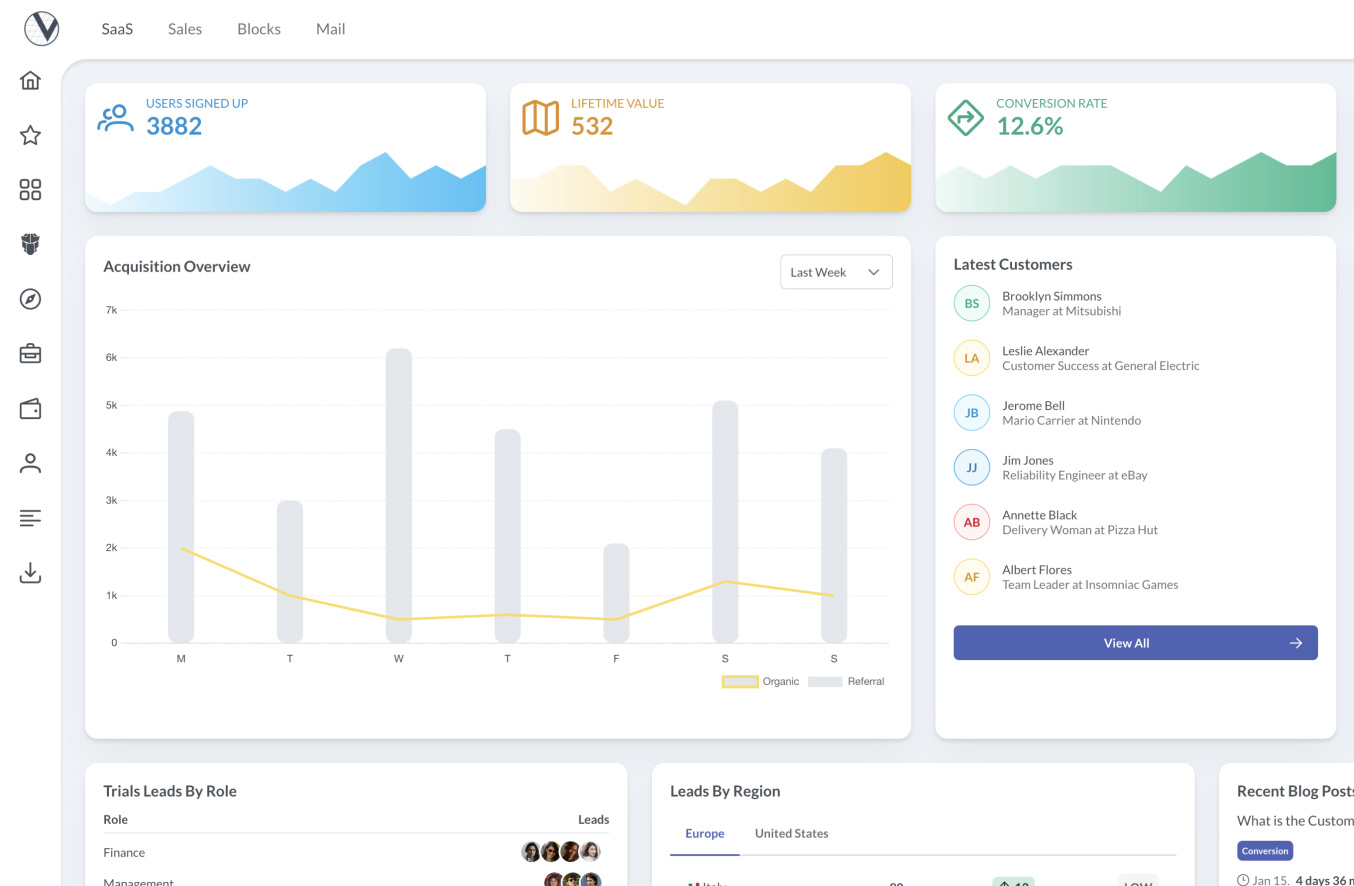 SaaS Sales Blocks Mail
USERS SIGNED UP
3882
LIFETIME VALUE
532
CONVERSION RATE
12.6%
Acquisition Overview
Last Week
7k
6k
5k
4k
3k
2k
1k
0
M T W T F S S
Organic Referral
Latest Customers
BS
Brooklyn Simmons
Manager at Mitsubishi
LA
Leslie Alexander
Customer Success at General Electric
JB
Jerome Bell
Mario Carrier at Nintendo
JJ
Jim Jones
Reliability Engineer at eBay
AB
Annette Black
Delivery Woman at Pizza Hut
AF
Albert Flores
Team Leader at Insomniac Games
View All
Trials Leads By Role
Role Leads
Finance
Management
Leads By Region
Europe United States
Italy
LOW
Recent Blog Posts
What is the Custom
Conversion
Jan 15, 4 days 36 m